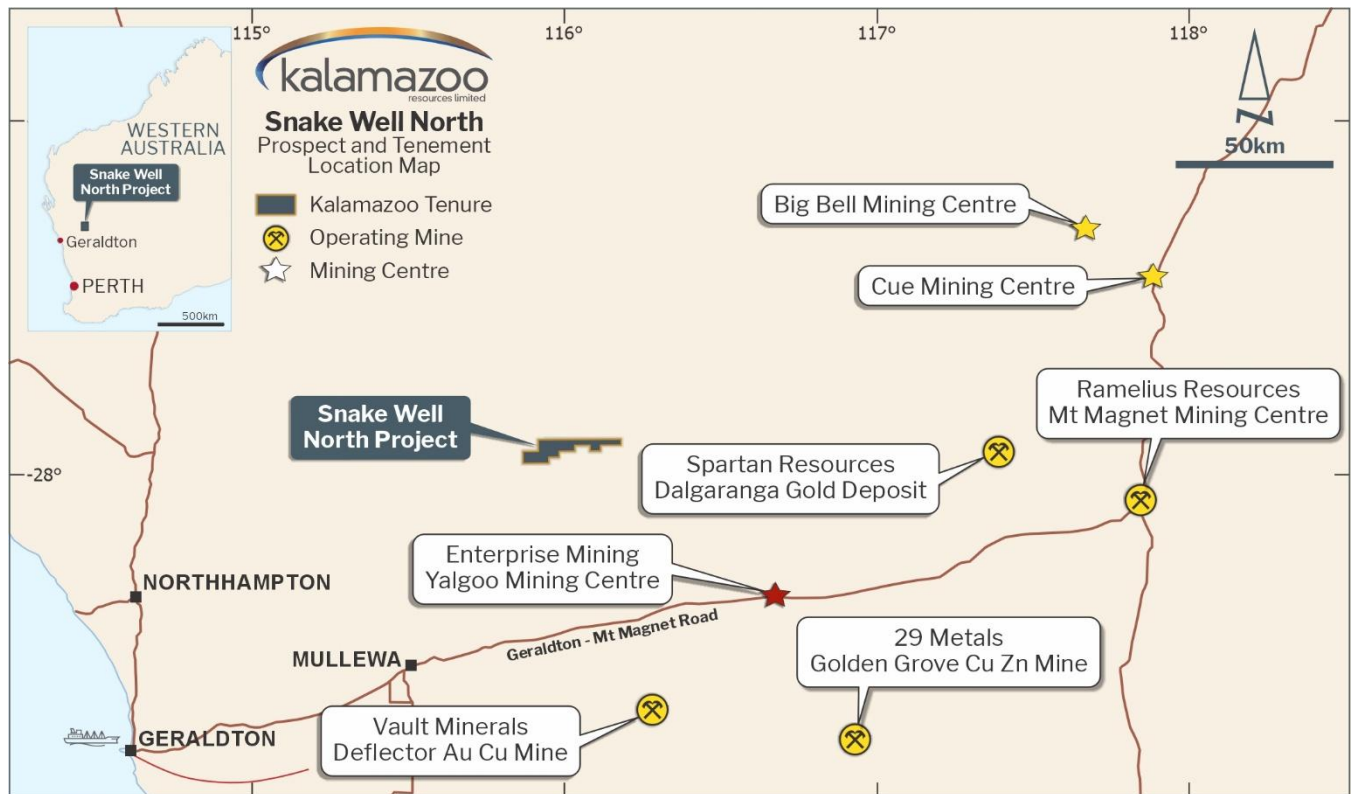 115°
116°
117°
118°
WESTERN
AUSTRALIA
Snake Well
North Project
Geraldton
PERTH
500km
kalamazoo
resources limited
Snake Well North
Prospect and Tenement
Location Map
Kalamazoo Tenure
Operating Mine
Mining Centre
N
50km
Big Bell Mining Centre
Cue Mining Centre
Ramelius Resources
Mt Magnet Mining Centre
Snake Well
North Project
-28°
Spartan Resources
Dalgaranga Gold Deposit
Enterprise Mining
Yalgoo Mining Centre
NORTHHAMPTON
Geraldton - Mt Magnet Road
MULLEWA
29 Metals
Golden Grove Cu Zn Mine
GERALDTON
Vault Minerals
Deflector Au Cu Mine